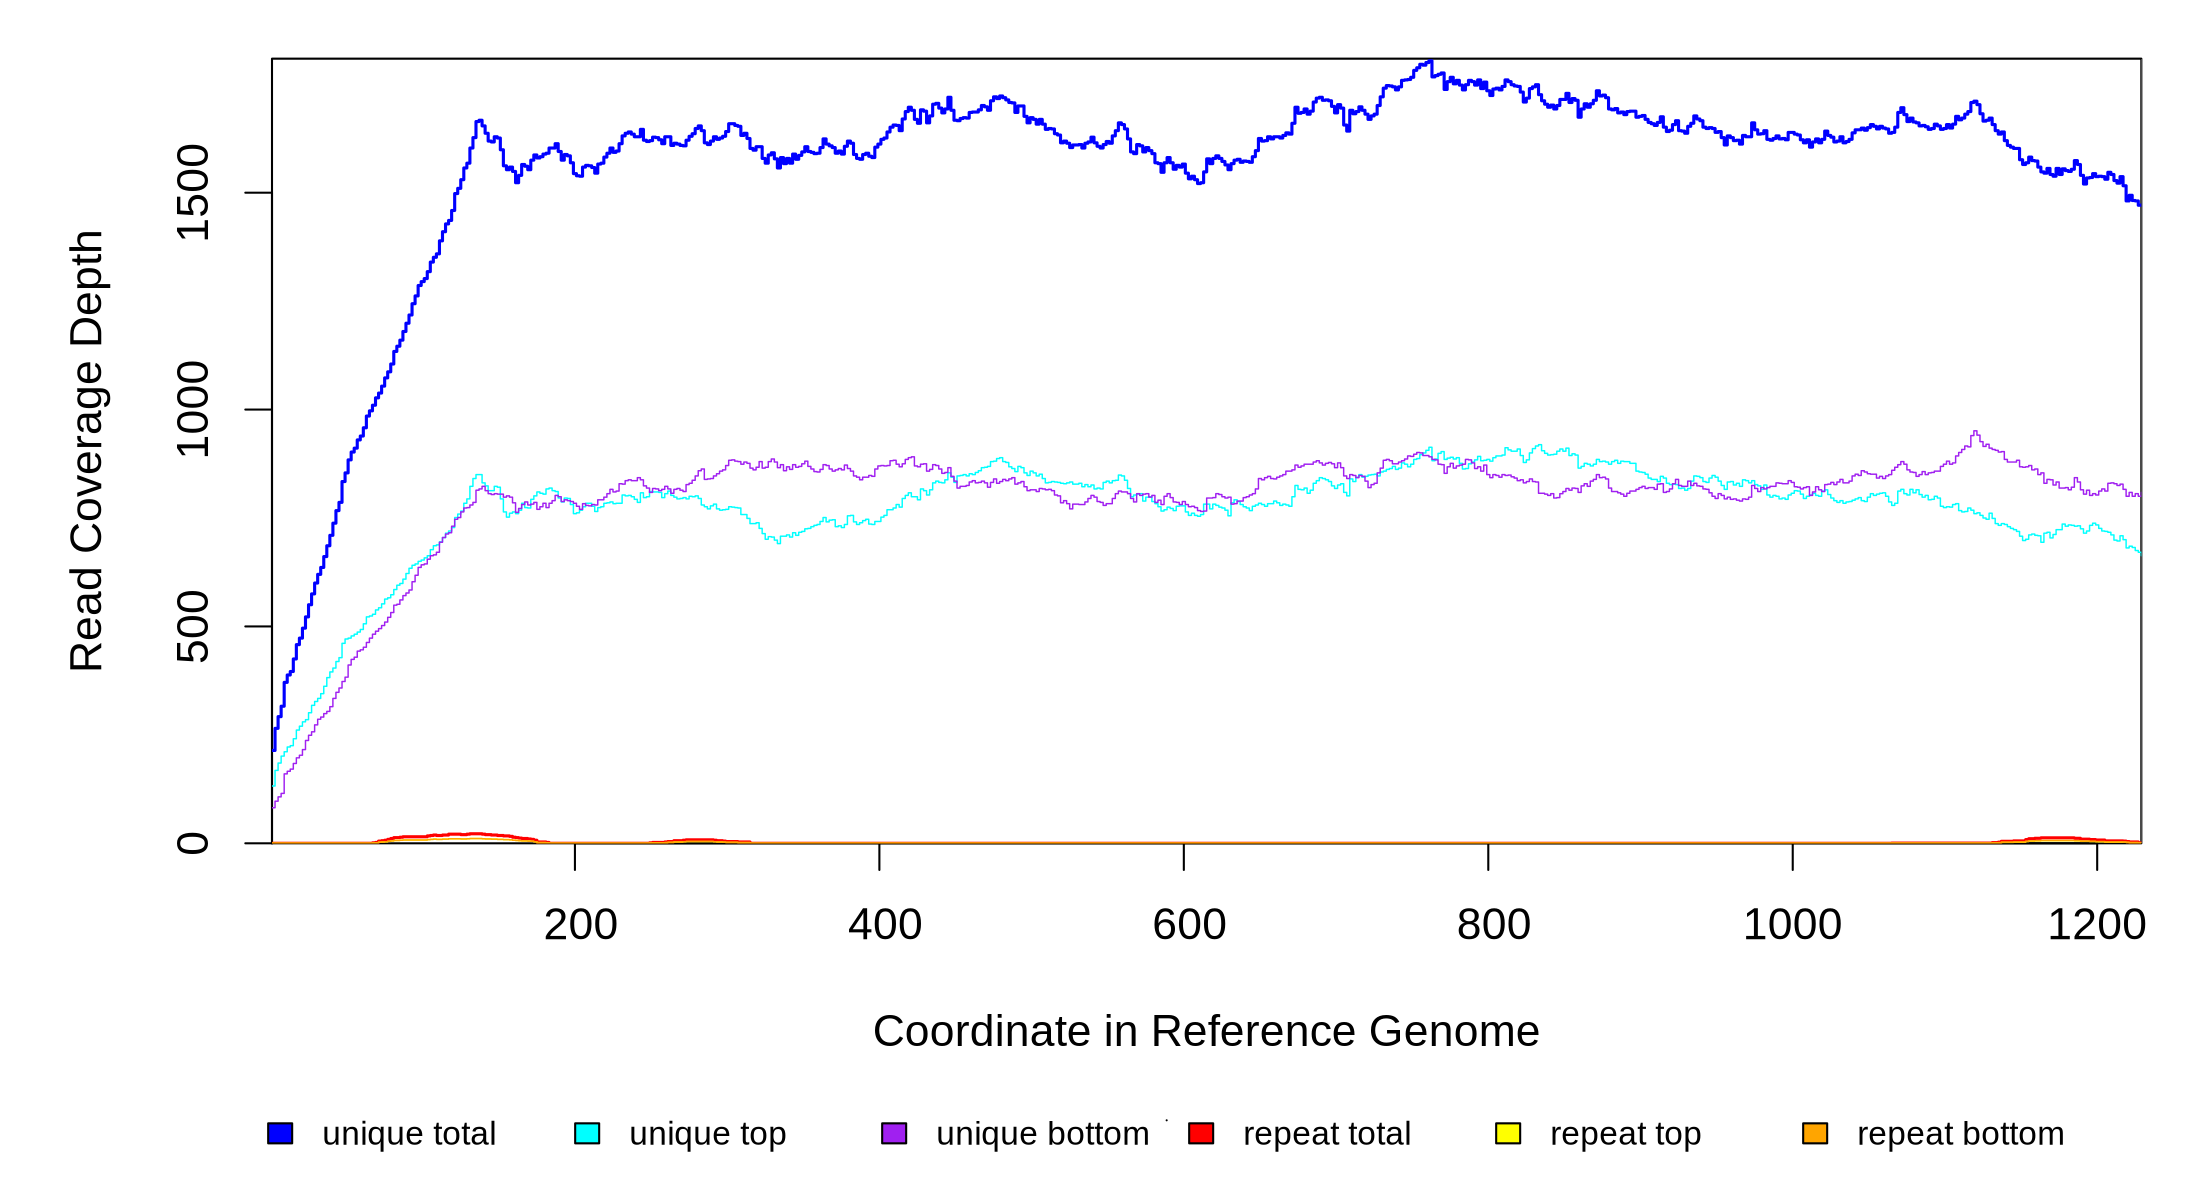 Read Coverage Depth
1500
1000
500
0
200 400 600 800 1000 1200
Coordinate in Reference Genome
unique total unique top unique bottom repeat total repeat top repeat bottom